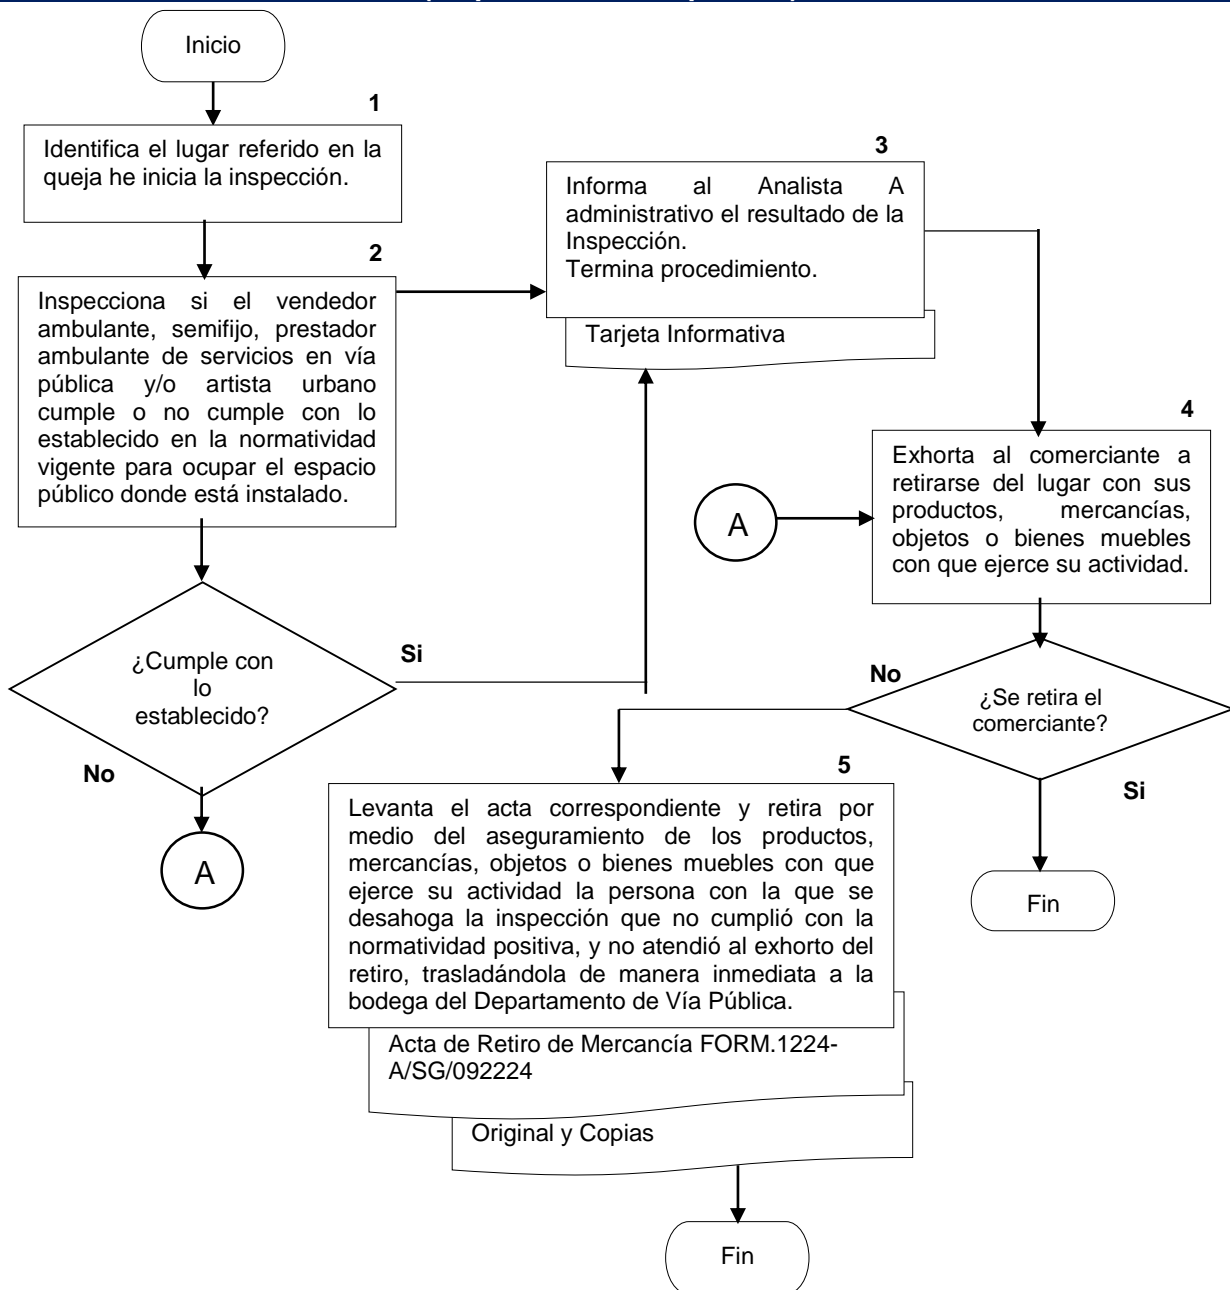 Inicio
1
Identifica el lugar referido en la
queja he inicia la inspección.
2
Inspecciona si el vendedor
ambulante, semifijo, prestador
ambulante de servicios en vía
pública y/o artista urbano
cumple o no cumple con lo
establecido en la normatividad
vigente para ocupar el espacio
público donde está instalado.
¿Cumple con
lo
establecido?
Si
No
A
3
Informa al Analista A
administrativo el resultado de la
Inspección.
Termina procedimiento.
Tarjeta Informativa
4
A
Exhorta al comerciante a
retirarse del lugar con sus
productos, mercancías,
objetos o bienes muebles
con que ejerce su actividad.
No
¿Se retira el
comerciante?
Si
Fin
5
Levanta el acta correspondiente y retira por
medio del aseguramiento de los productos,
mercancías, objetos o bienes muebles con que
ejerce su actividad la persona con la que se
desahoga la inspección que no cumplió con la
normatividad positiva, y no atendió al exhorto del
retiro, trasladándola de manera inmediata a la
bodega del Departamento de Vía Pública.
Acta de Retiro de Mercancía FORM.1224-
A/SG/092224
Original y Copias
Fin